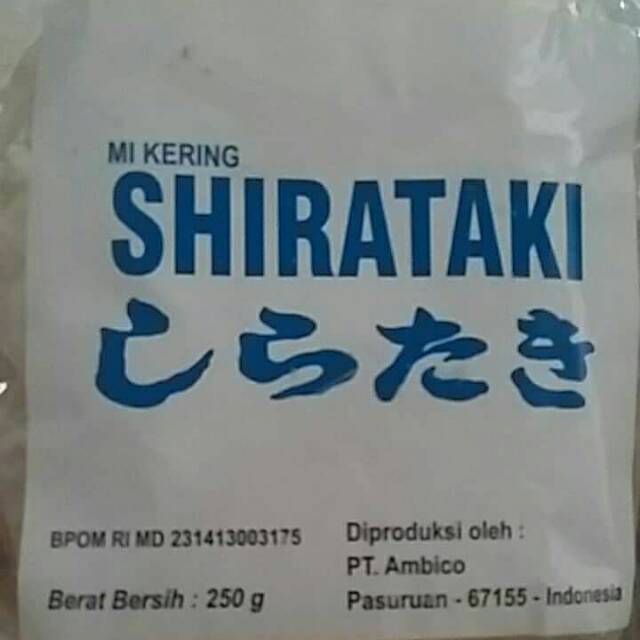 MI KERING
SHIRATAKI
しらたき
BPOM RI MD 231413003175
Berat Bersih : 250 g
Diproduksi oleh :
PT. Ambico
Pasuruan - 67155 - Indonesia